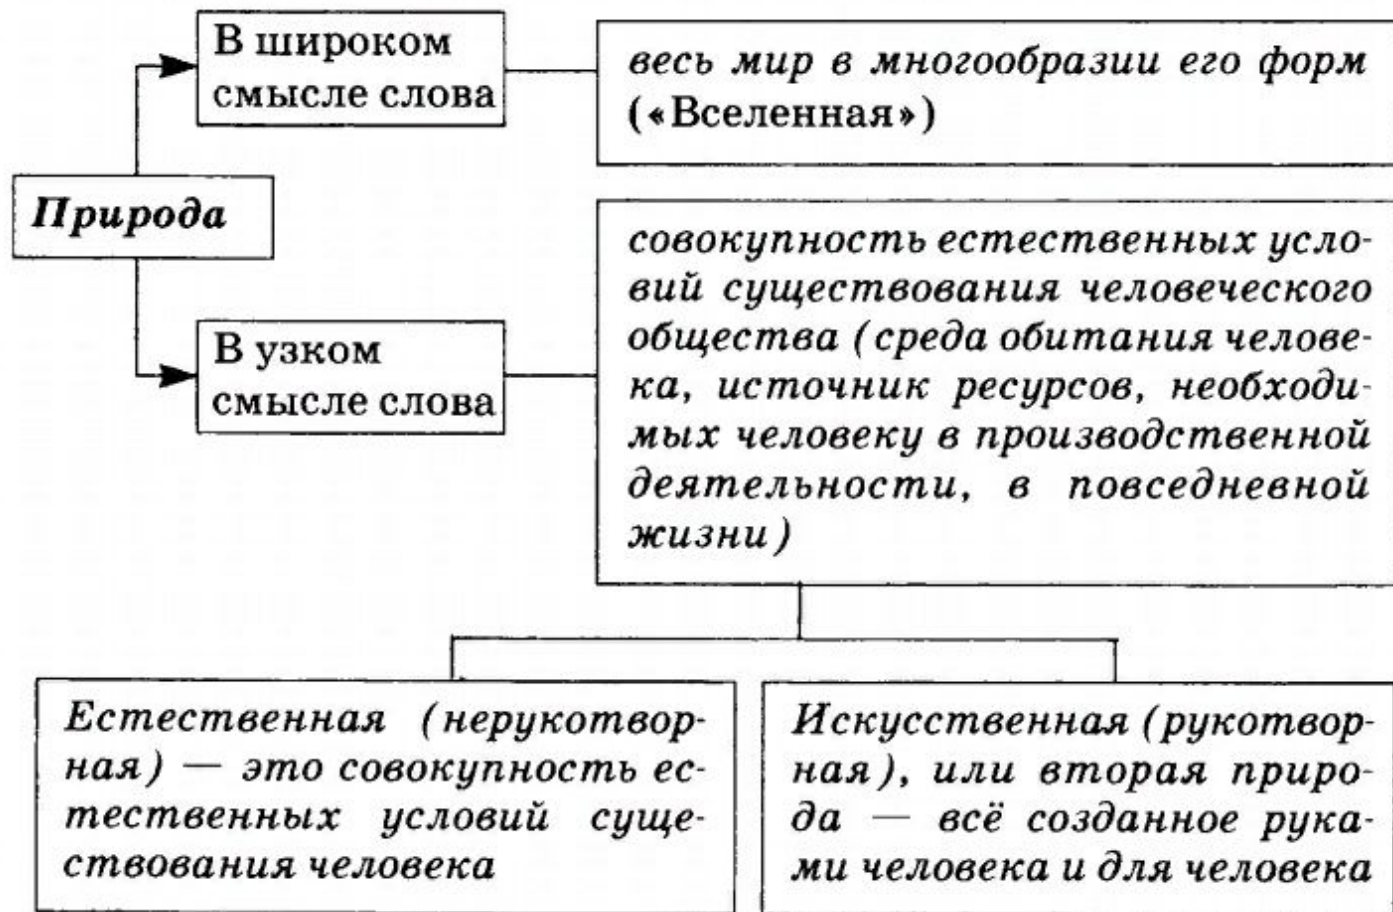 В широком
смысле слова
весь мир в многообразии его форм
(«Вселенная»)
Природа
В узком
смысле слова
совокупность естественных усло-
вий существования человеческого
общества (среда обитания челове-
ка, источник ресурсов, необходи-
мых человеку в производственной
деятельности, в повседневной
жизни)
Естественная (нерукотвор-
ная) — это совокупность ес-
тественных условий суще-
ствования человека
Искусственная (рукотвор-
ная), или вторая приро-
да — всё созданное рука-
ми человека и для человека